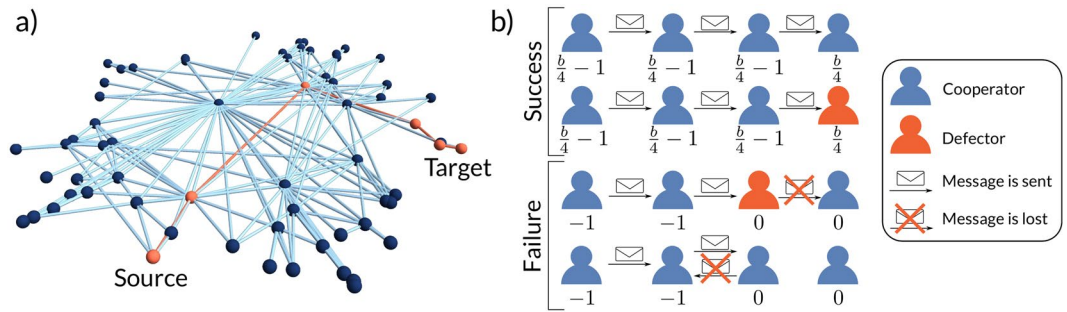 a)
Source
Target
b)
Success
b/4 − 1 b/4 − 1 b/4 − 1 b/4
b/4 − 1 b/4 − 1 b/4 − 1 b/4
Failure
−1 −1 0 0
−1 −1 0 0
Cooperator
Defector
Message is sent
Message is lost